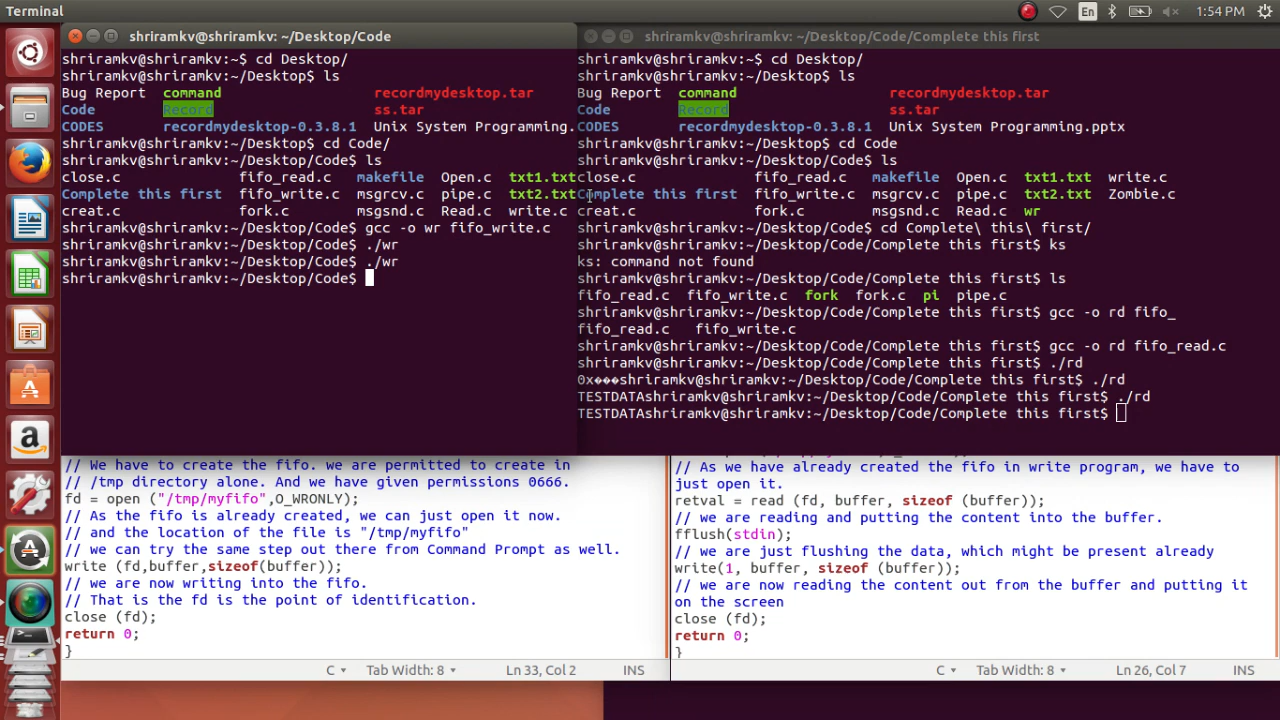 Terminal
En
1:54 PM
shriramkv@shriramkv: ~/Desktop/Code
shriramkv@shriramkv:~$ cd Desktop/
shriramkv@shriramkv:~/Desktop$ ls
Bug Report command recordmydesktop.tar
Code Record ss.tar
CODES recordmydesktop-0.3.8.1 Unix System Programming.
shriramkv@shriramkv:~/Desktop$ cd Code/
shriramkv@shriramkv:~/Desktop/Code$ ls
close.c fifo_read.c makefile Open.c txt1.txt
Complete this first fifo_write.c msgrcv.c pipe.c txt2.txt
creat.c fork.c msgsnd.c Read.c write.c
shriramkv@shriramkv:~/Desktop/Code$ gcc -o wr fifo_write.c
shriramkv@shriramkv:~/Desktop/Code$ ./wr
shriramkv@shriramkv:~/Desktop/Code$ ./wr
shriramkv@shriramkv:~/Desktop/Code$
shriramkv@shriramkv: ~/Desktop/Code/Complete this first
shriramkv@shriramkv:~$ cd Desktop/
shriramkv@shriramkv:~/Desktop$ ls
Bug Report command recordmydesktop.tar
Code Record ss.tar
CODES recordmydesktop-0.3.8.1 Unix System Programming.pptx
shriramkv@shriramkv:~/Desktop$ cd Code
shriramkv@shriramkv:~/Desktop/Code$ ls
close.c fifo_read.c makefile Open.c txt1.txt write.c
Complete this first fifo_write.c msgrcv.c pipe.c txt2.txt Zombie.c
creat.c fork.c msgsnd.c Read.c wr
shriramkv@shriramkv:~/Desktop/Code$ cd Complete\ this\ first/
shriramkv@shriramkv:~/Desktop/Code/Complete this first$ ks
ks: command not found
shriramkv@shriramkv:~/Desktop/Code/Complete this first$ ls
fifo_read.c fifo_write.c fork fork.c pi pipe.c
shriramkv@shriramkv:~/Desktop/Code/Complete this first$ gcc -o rd fifo_
fifo_read.c fifo_write.c
shriramkv@shriramkv:~/Desktop/Code/Complete this first$ gcc -o rd fifo_read.c
shriramkv@shriramkv:~/Desktop/Code/Complete this first$ ./rd
0x���shriramkv@shriramkv:~/Desktop/Code/Complete this first$ ./rd
TESTDATAshriramkv@shriramkv:~/Desktop/Code/Complete this first$ ./rd
TESTDATAshriramkv@shriramkv:~/Desktop/Code/Complete this first$
// We have to create the fifo. we are permitted to create in
// /tmp directory alone. And we have given permissions 0666.
fd = open ("/tmp/myfifo",O_WRONLY);
// As the fifo is already created, we can just open it now.
// and the location of the file is "/tmp/myfifo"
// we can try the same step out there from Command Prompt as well.
write (fd,buffer,sizeof(buffer));
// we are now writing into the fifo.
// That is the fd is the point of identification.
close (fd);
return 0;
}
C Tab Width: 8 Ln 33, Col 2 INS
// As we have already created the fifo in write program, we have to
just open it.
retval = read (fd, buffer, sizeof (buffer));
// we are reading and putting the content into the buffer.
fflush(stdin);
// we are just flushing the data, which might be present already
write(1, buffer, sizeof (buffer));
// we are now reading the content out from the buffer and putting it
on the screen
close (fd);
return 0;
}
C Tab Width: 8 Ln 26, Col 7 INS